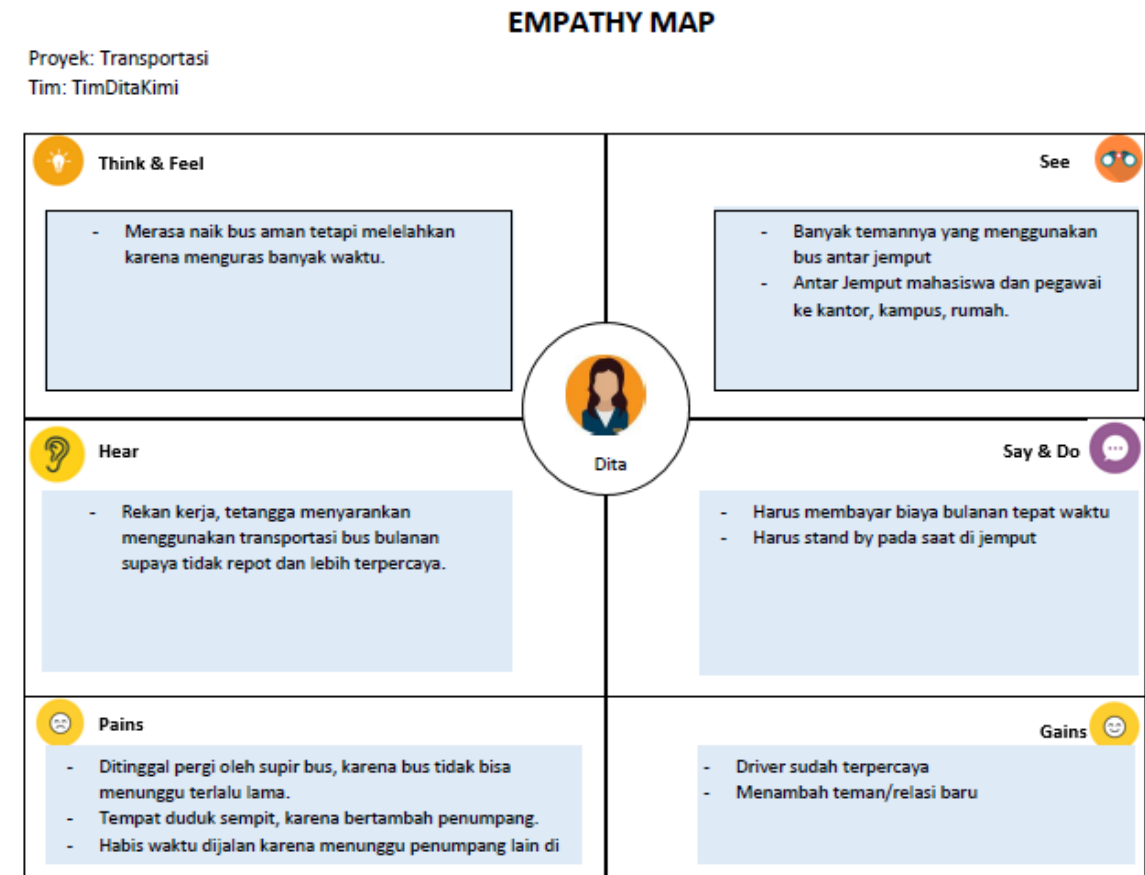 EMPATHY MAP
Proyek: Transportasi
Tim: TimDitaKimi
Think & Feel
- Merasa naik bus aman tetapi melelahkan
karena menguras banyak waktu.
See
- Banyak temannya yang menggunakan
bus antar jemput
- Antar Jemput mahasiswa dan pegawai
ke kantor, kampus, rumah.
Dita
Hear
- Rekan kerja, tetangga menyarankan
menggunakan transportasi bus bulanan
supaya tidak repot dan lebih terpercaya.
Say & Do
- Harus membayar biaya bulanan tepat waktu
- Harus stand by pada saat di jemput
Pains
- Ditinggal pergi oleh supir bus, karena bus tidak bisa
menunggu terlalu lama.
- Tempat duduk sempit, karena bertambah penumpang.
- Habis waktu dijalan karena menunggu penumpang lain di
Gains
- Driver sudah terpercaya
- Menambah teman/relasi baru